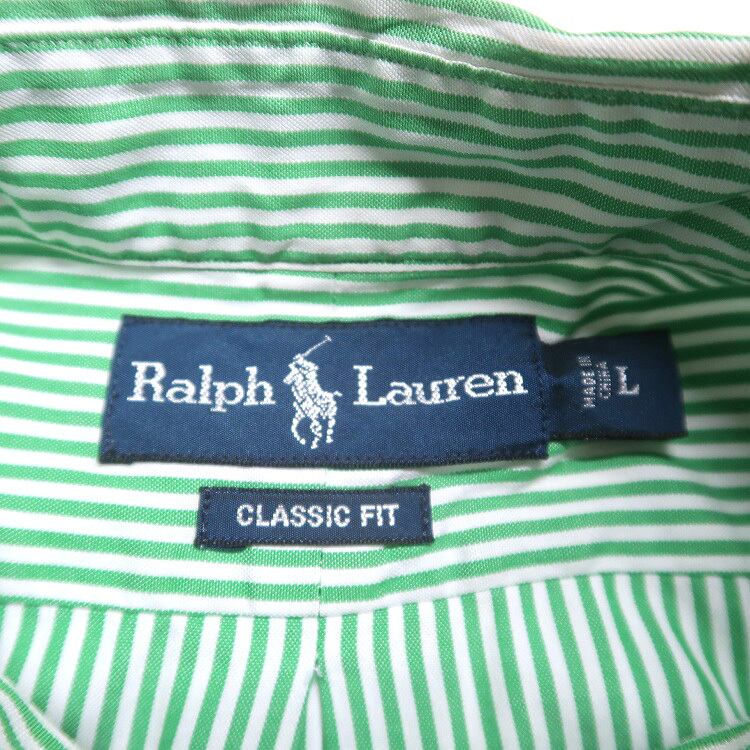 Ralph Lauren
MADE IN
CHINA
L
CLASSIC FIT